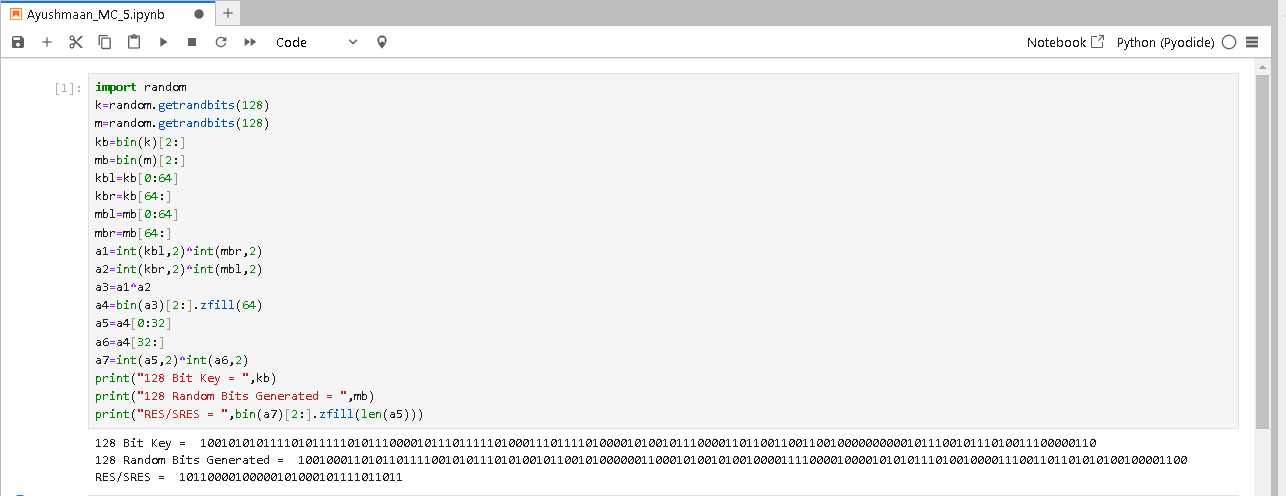 Ayushmaan_MC_5.ipynb
Code
Notebook
Python (Pyodide)
[1]:
import random
k=random.getrandbits(128)
m=random.getrandbits(128)
kb=bin(k)[2:]
mb=bin(m)[2:]
kbl=kb[0:64]
kbr=kb[64:]
mbl=mb[0:64]
mbr=mb[64:]
a1=int(kbl,2)^int(mbr,2)
a2=int(kbr,2)^int(mbl,2)
a3=a1^a2
a4=bin(a3)[2:].zfill(64)
a5=a4[0:32]
a6=a4[32:]
a7=int(a5,2)^int(a6,2)
print("128 Bit Key = ",kb)
print("128 Random Bits Generated = ",mb)
print("RES/SRES = ",bin(a7)[2:].zfill(len(a5)))
128 Bit Key =  10010101011110101111101011100001011101111101000111011110100001010010111000011011001100110010000000000010111001011101001110000110
128 Random Bits Generated =  1001000110101101111001010111010100101100101000000110001010010100100001111000010000101010111010010000111001101101010100100001100
RES/SRES =  10110000100000101000101111011011